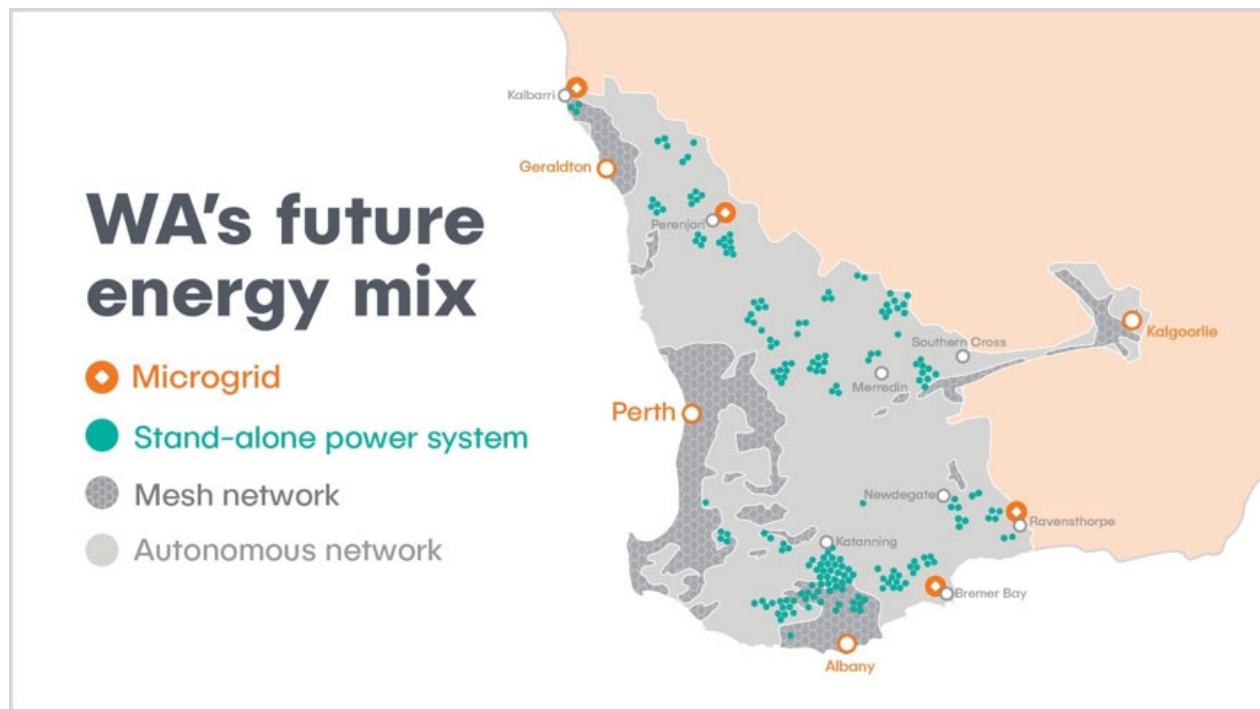 WA's future
energy mix
Microgrid
Stand-alone power system
Mesh network
Autonomous network
Kalbarri
Geraldton
Perenjori
Southern Cross
Kalgoorlie
Merredin
Perth
Newdegate
Ravensthorpe
Katanning
Bremer Bay
Albany